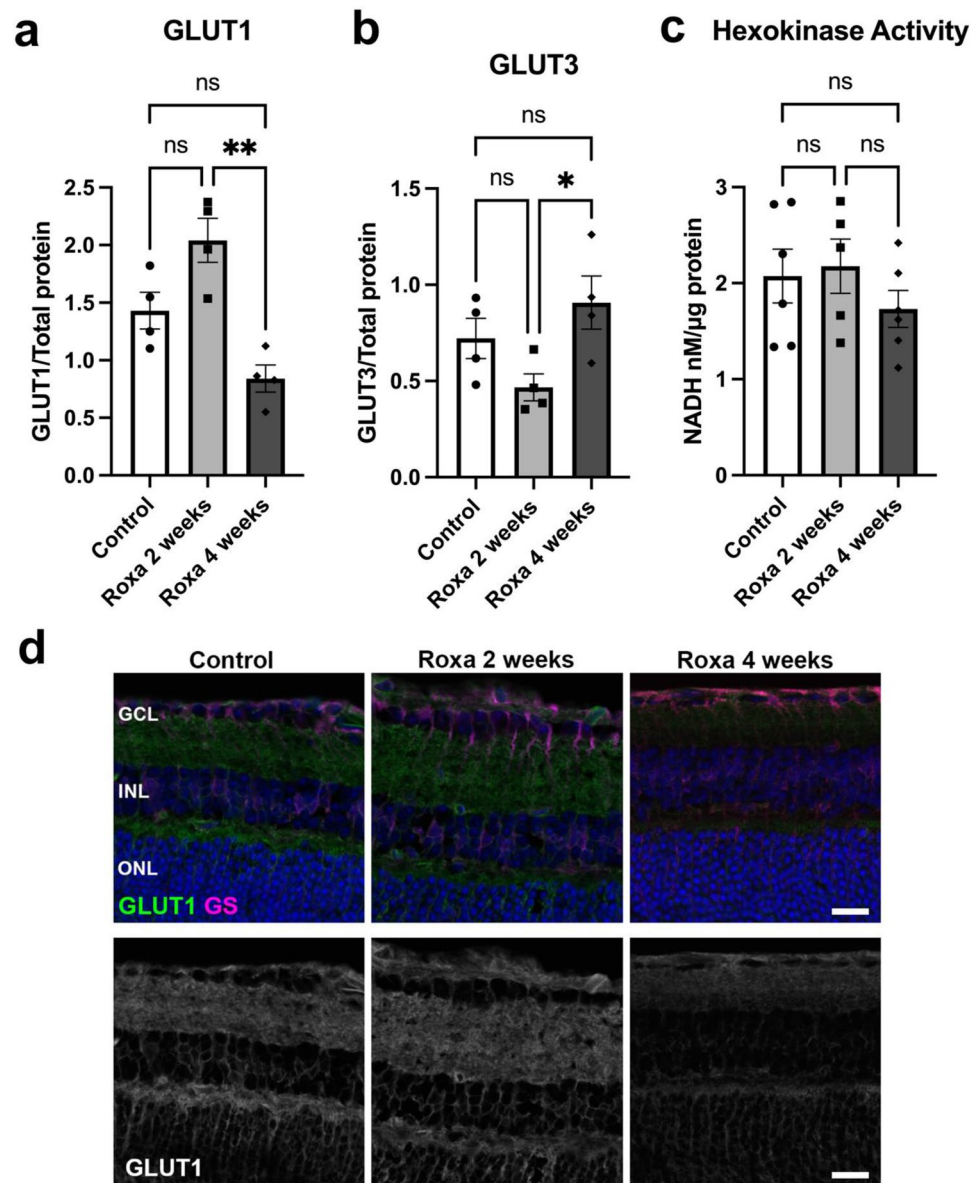 a
GLUT1
ns
ns
**
GLUT1/Total protein
2.5
2.0
1.5
1.0
0.5
0.0
Control
Roxa 2 weeks
Roxa 4 weeks
b
GLUT3
ns
ns
*
GLUT3/Total protein
1.5
1.0
0.5
0.0
Control
Roxa 2 weeks
Roxa 4 weeks
c
Hexokinase Activity
ns
ns
ns
NADH nM/µg protein
3
2
1
0
Control
Roxa 2 weeks
Roxa 4 weeks
d
Control
Roxa 2 weeks
Roxa 4 weeks
GCL
INL
ONL
GLUT1 GS
GLUT1